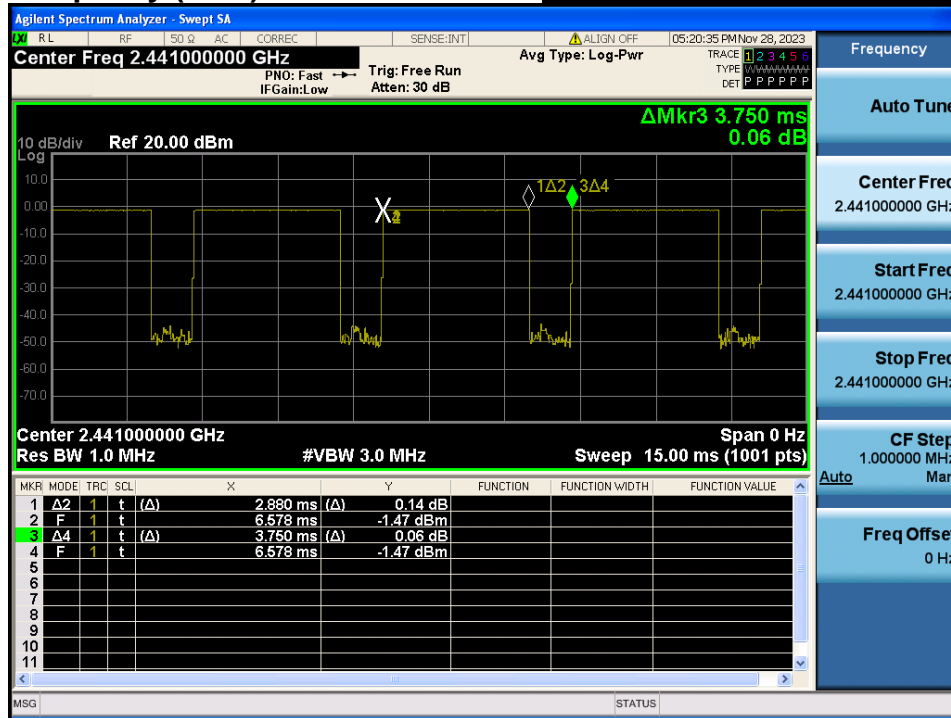 Agilent Spectrum Analyzer - Swept SA
LXI RL RF 50 Ω AC CORREC SENSE:INT ALIGN OFF 05:20:35 PM Nov 28, 2023
Center Freq 2.441000000 GHz
PNO: Fast
IFGain:Low
Trig: Free Run
Atten: 30 dB
Avg Type: Log-Pwr
TRACE 1 2 3 4 5 6
TYPE WWWWWW
DET P P P P P P
ΔMkr3 3.750 ms
0.06 dB
10 dB/div Ref 20.00 dBm
Log
10.0
0.00
-10.0
-20.0
-30.0
-40.0
-50.0
-60.0
-70.0
1Δ2 3Δ4
Center 2.441000000 GHz Span 0 Hz
Res BW 1.0 MHz #VBW 3.0 MHz Sweep 15.00 ms (1001 pts)
MKR MODE TRC SCL X Y FUNCTION FUNCTION WIDTH FUNCTION VALUE
1 Δ2 1 t (Δ) 2.880 ms (Δ) 0.14 dB
2 F 1 t 6.578 ms -1.47 dBm
3 Δ4 1 t (Δ) 3.750 ms (Δ) 0.06 dB
4 F 1 t 6.578 ms -1.47 dBm
5
6
7
8
9
10
11
MSG STATUS
Frequency
Auto Tune
Center Freq
2.441000000 GHz
Start Freq
2.441000000 GHz
Stop Freq
2.441000000 GHz
CF Step
1.000000 MHz
Auto Man
Freq Offset
0 Hz